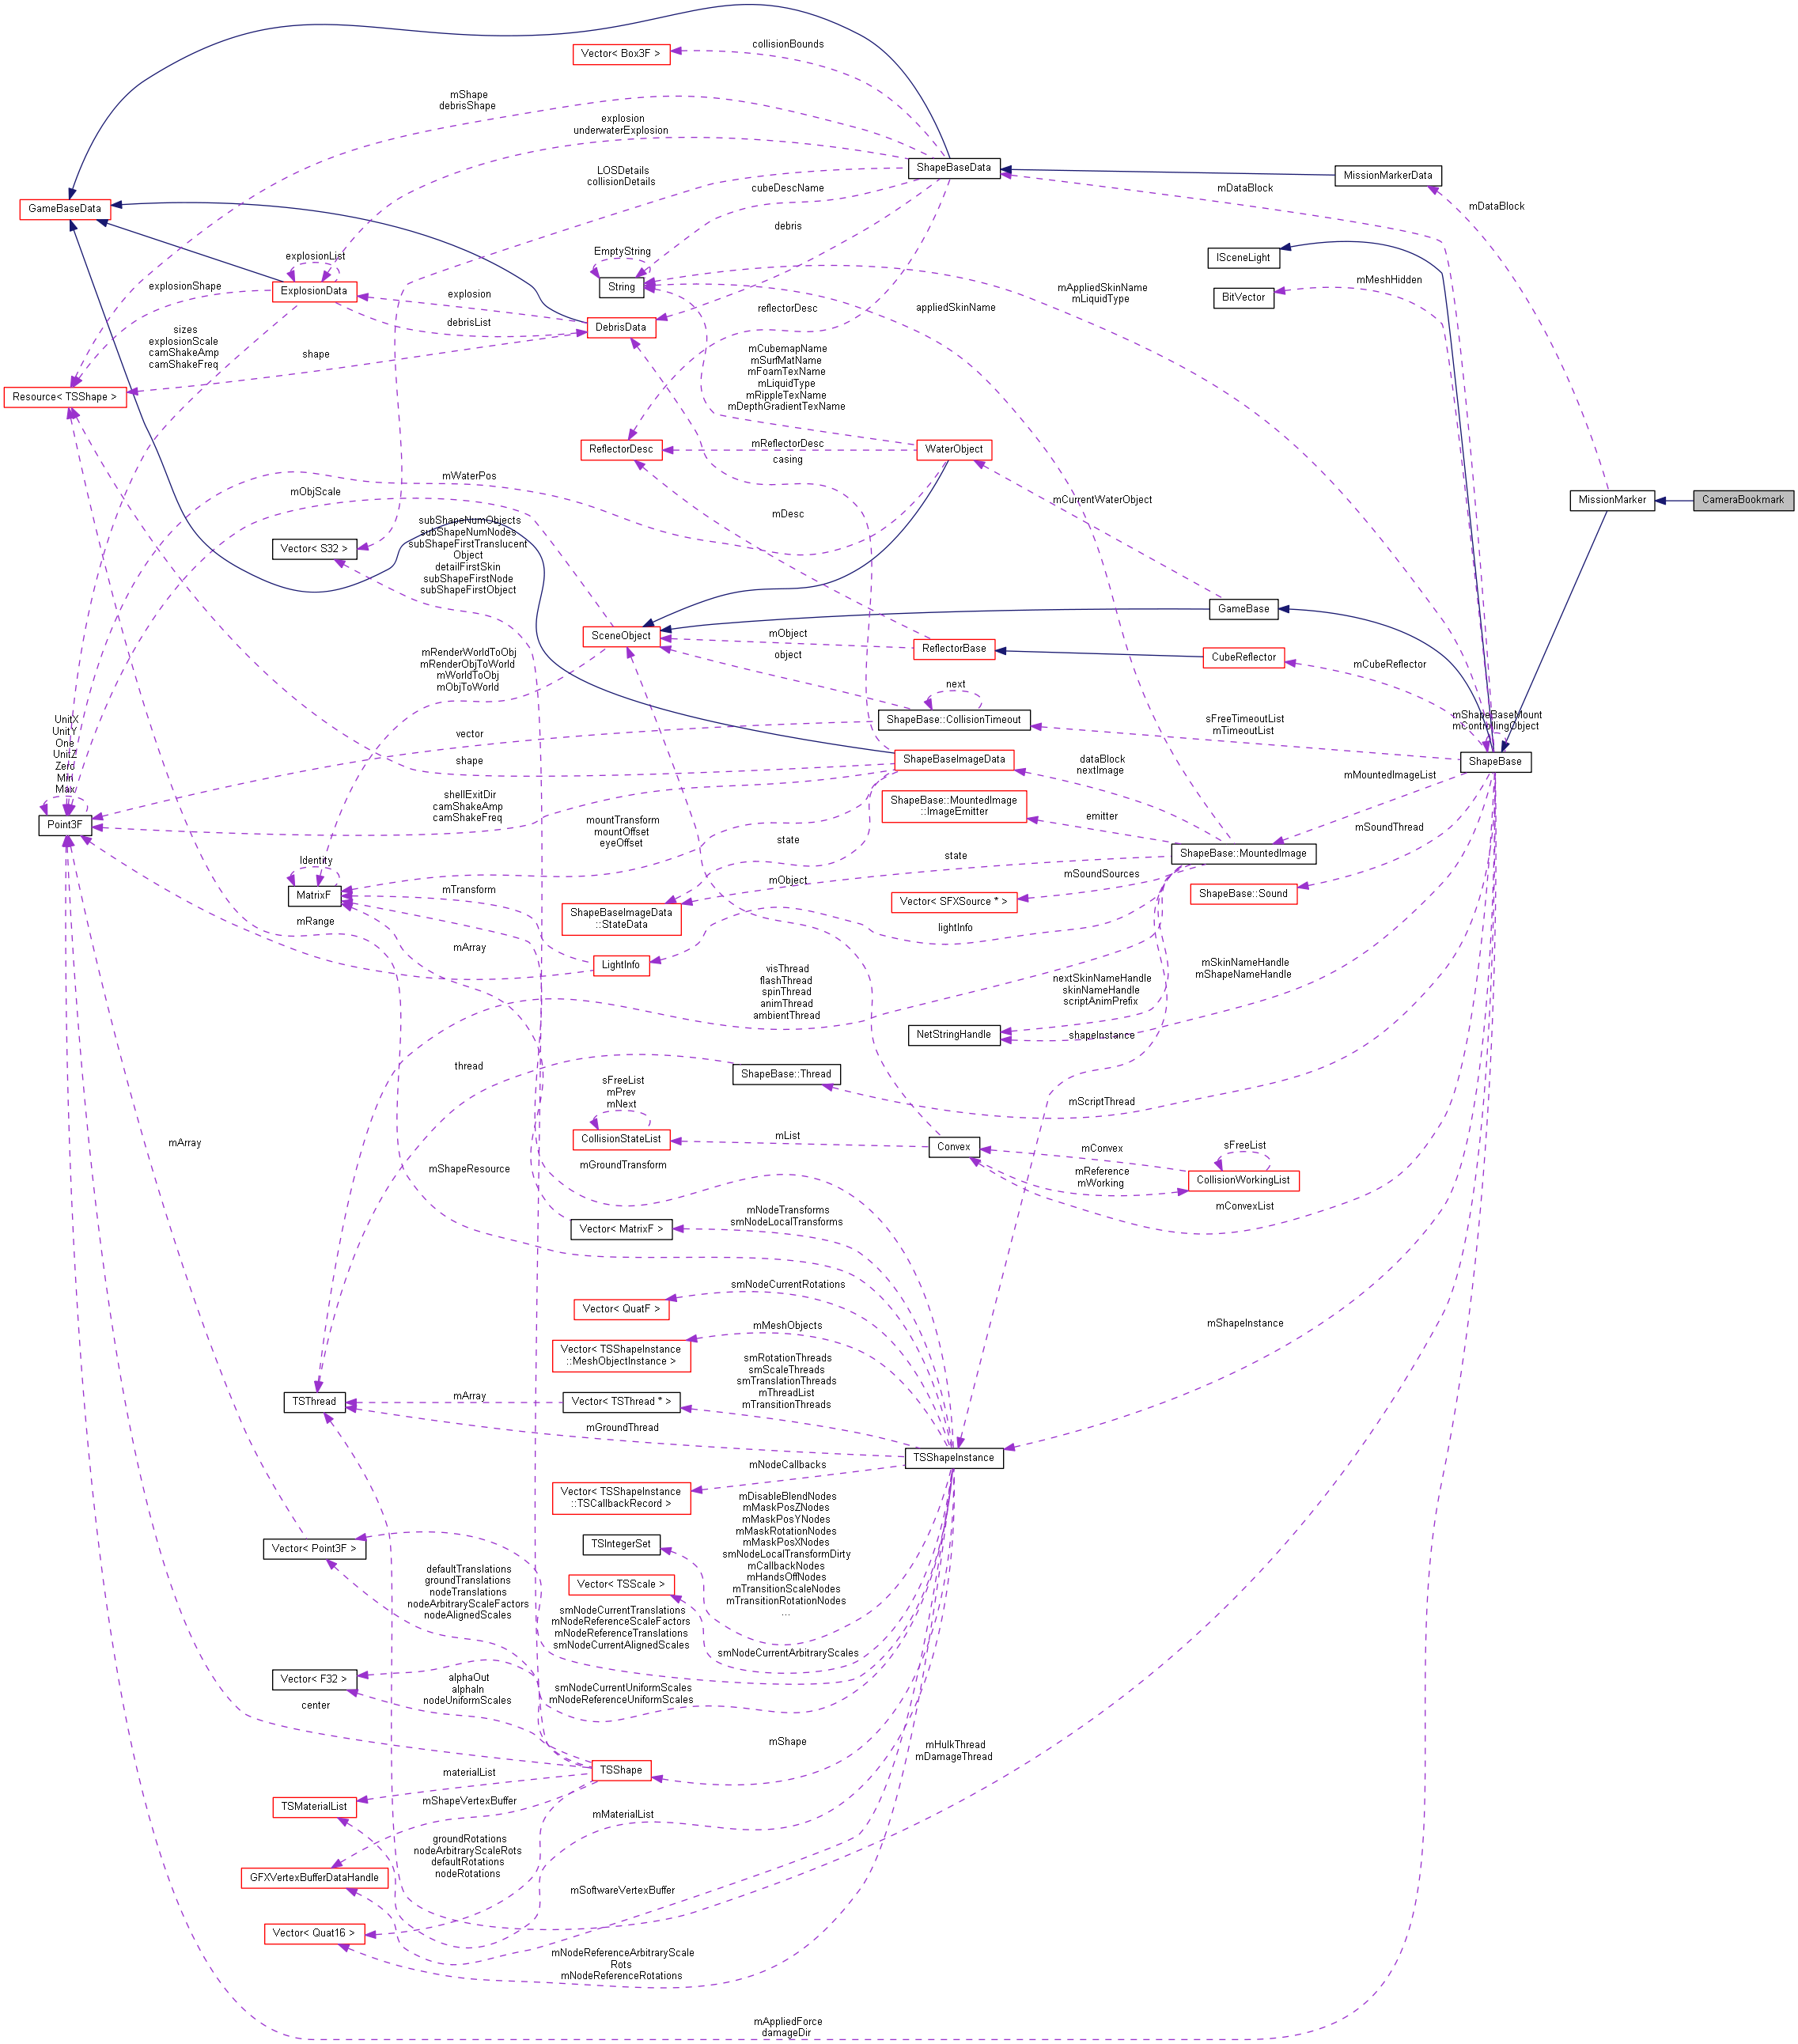 collisionBounds
Vector< Box3F >
mShape
debrisShape
explosion
underwaterExplosion
ShapeBaseData
MissionMarkerData
LOSDetails
collisionDetails
cubeDescName
mDataBlock
mDataBlock
GameBaseData
debris
EmptyString
explosionList
ISceneLight
String
mAppliedSkinName
mLiquidType
mMeshHidden
explosionShape
ExplosionData
explosion
BitVector
reflectorDesc
appliedSkinName
debrisList
DebrisData
sizes
explosionScale
camShakeAmp
camShakeFreq
shape
mCubemapName
mSurfMatName
mFoamTexName
mLiquidType
mRippleTexName
mDepthGradientTexName
Resource< TSShape >
ReflectorDesc
mReflectorDesc
WaterObject
casing
mWaterPos
mObjScale
mCurrentWaterObject
MissionMarker
CameraBookmark
mDesc
subShapeNumObjects
subShapeNumNodes
subShapeFirstTranslucent
Object
detailFirstSkin
subShapeFirstNode
subShapeFirstObject
Vector< S32 >
GameBase
SceneObject
mObject
ReflectorBase
object
CubeReflector
mCubeReflector
mRenderWorldToObj
mRenderObjToWorld
mWorldToObj
mObjToWorld
next
UnitX
UnitY
One
UnitZ
Zero
Min
Max
ShapeBase::CollisionTimeout
sFreeTimeoutList
mTimeoutList
mShapeBaseMount
mControllingObject
vector
shape
ShapeBaseImageData
dataBlock
nextImage
ShapeBase
mMountedImageList
shellExitDir
camShakeAmp
camShakeFreq
ShapeBase::MountedImage
::ImageEmitter
emitter
Point3F
mountTransform
mountOffset
eyeOffset
state
mSoundThread
ShapeBase::MountedImage
Identity
state
MatrixF
mTransform
mObject
mSoundSources
ShapeBase::Sound
Vector< SFXSource * >
ShapeBaseImageData
::StateData
mRange
lightInfo
mArray
LightInfo
visThread
flashThread
spinThread
animThread
ambientThread
mSkinNameHandle
mShapeNameHandle
nextSkinNameHandle
skinNameHandle
scriptAnimPrefix
NetStringHandle
shapeInstance
thread
ShapeBase::Thread
sFreeList
mPrev
mNext
mScriptThread
CollisionStateList
mList
Convex
mConvex
sFreeList
mArray
mShapeResource
mGroundTransform
mReference
mWorking
CollisionWorkingList
mConvexList
mNodeTransforms
smNodeLocalTransforms
Vector< MatrixF >
smNodeCurrentRotations
Vector< QuatF >
mMeshObjects
mShapeInstance
Vector< TSShapeInstance
::MeshObjectInstance >
smRotationThreads
smScaleThreads
smTranslationThreads
mThreadList
mTransitionThreads
TSThread
mArray
Vector< TSThread * >
mGroundThread
TSShapeInstance
mNodeCallbacks
Vector< TSShapeInstance
::TSCallbackRecord >
mDisableBlendNodes
mMaskPosZNodes
mMaskPosYNodes
mMaskRotationNodes
mMaskPosXNodes
smNodeLocalTransformDirty
mCallbackNodes
mHandsOffNodes
mTransitionScaleNodes
mTransitionRotationNodes
...
TSIntegerSet
Vector< Point3F >
Vector< TSScale >
defaultTranslations
groundTranslations
nodeTranslations
nodeArbitraryScaleFactors
nodeAlignedScales
smNodeCurrentTranslations
mNodeReferenceScaleFactors
mNodeReferenceTranslations
smNodeCurrentAlignedScales
smNodeCurrentArbitraryScales
Vector< F32 >
alphaOut
alphaIn
nodeUniformScales
smNodeCurrentUniformScales
mNodeReferenceUniformScales
center
mShape
mHulkThread
mDamageThread
TSShape
materialList
TSMaterialList
mShapeVertexBuffer
mMaterialList
groundRotations
nodeArbitraryScaleRots
defaultRotations
nodeRotations
GFXVertexBufferDataHandle
mSoftwareVertexBuffer
Vector< Quat16 >
mNodeReferenceArbitraryScale
Rots
mNodeReferenceRotations
mAppliedForce
damageDir